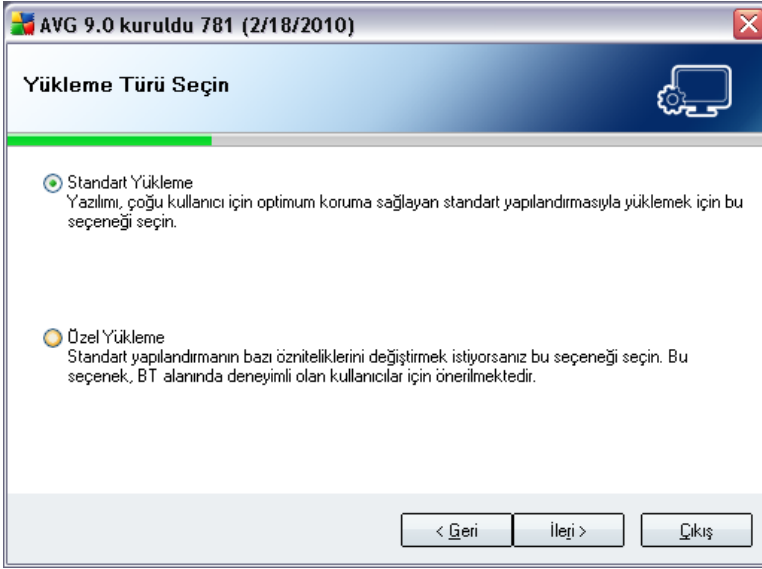 AVG 9.0 kuruldu 781 (2/18/2010)
Yükleme Türü Seçin
Standart Yükleme
Yazılımı, çoğu kullanıcı için optimum koruma sağlayan standart yapılandırmasıyla yüklemek için bu
seçeneği seçin.
Özel Yükleme
Standart yapılandırmanın bazı özniteliklerini değiştirmek istiyorsanız bu seçeneği seçin. Bu
seçenek, BT alanında deneyimli olan kullanıcılar için önerilmektedir.
< Geri İleri > Çıkış